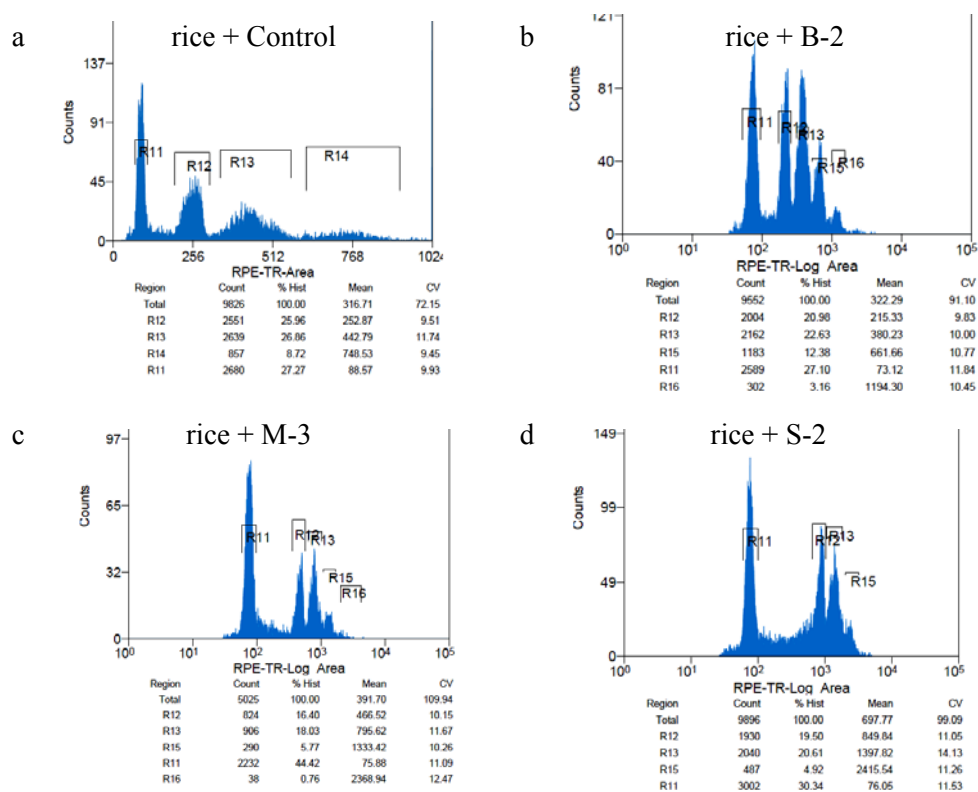 a rice + Control
137
91
45
0
Counts
R11
R12
R13
R14
0 256 512 768 1024
RPE-TR-Area
Region Count % Hist Mean CV
Total 9826 100.00 316.71 72.15
R12 2551 25.96 252.87 9.51
R13 2639 26.86 442.79 11.74
R14 857 8.72 748.53 9.45
R11 2680 27.27 88.57 9.93
b rice + B-2
121
81
40
0
Counts
R11
R12
R13
R15
R16
10⁰ 10¹ 10² 10³ 10⁴ 10⁵
RPE-TR-Log Area
Region Count % Hist Mean CV
Total 9552 100.00 322.29 91.10
R12 2004 20.98 215.33 9.83
R13 2162 22.63 380.23 10.00
R15 1183 12.38 661.66 10.77
R11 2589 27.10 73.12 11.84
R16 302 3.16 1194.30 10.45
c rice + M-3
97
65
32
0
Counts
R11
R12
R13
R15
R16
10⁰ 10¹ 10² 10³ 10⁴ 10⁵
RPE-TR-Log Area
Region Count % Hist Mean CV
Total 5025 100.00 391.70 109.94
R12 824 16.40 466.52 10.15
R13 906 18.03 795.62 11.67
R15 290 5.77 1333.42 10.26
R11 2232 44.42 75.88 11.09
R16 38 0.76 2368.94 12.47
d rice + S-2
149
99
49
0
Counts
R11
R12
R13
R15
10⁰ 10¹ 10² 10³ 10⁴ 10⁵
RPE-TR-Log Area
Region Count % Hist Mean CV
Total 9896 100.00 697.77 99.09
R12 1930 19.50 849.84 11.05
R13 2040 20.61 1397.82 14.13
R15 487 4.92 2415.54 11.26
R11 3002 30.34 76.05 11.53